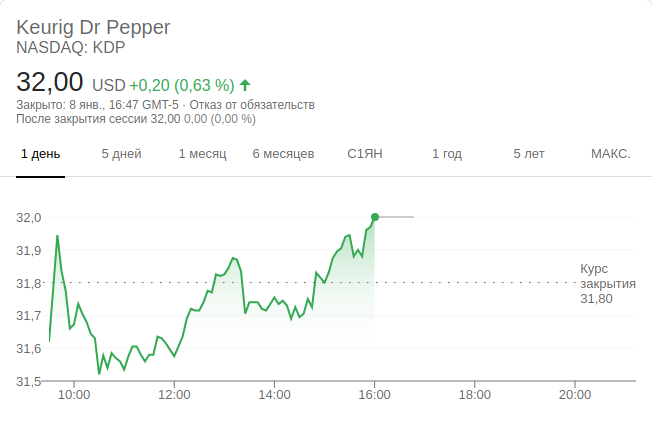 Keurig Dr Pepper
NASDAQ: KDP
32,00 USD +0,20 (0,63 %)
Закрыто: 8 янв., 16:47 GMT-5 · Отказ от обязательств
После закрытия сессии 32,00 0,00 (0,00 %)
1 день 5 дней 1 месяц 6 месяцев С1ЯН 1 год 5 лет МАКС.
32,0
31,9
31,8
31,7
31,6
31,5
Курс
закрытия
31,80
10:00 12:00 14:00 16:00 18:00 20:00